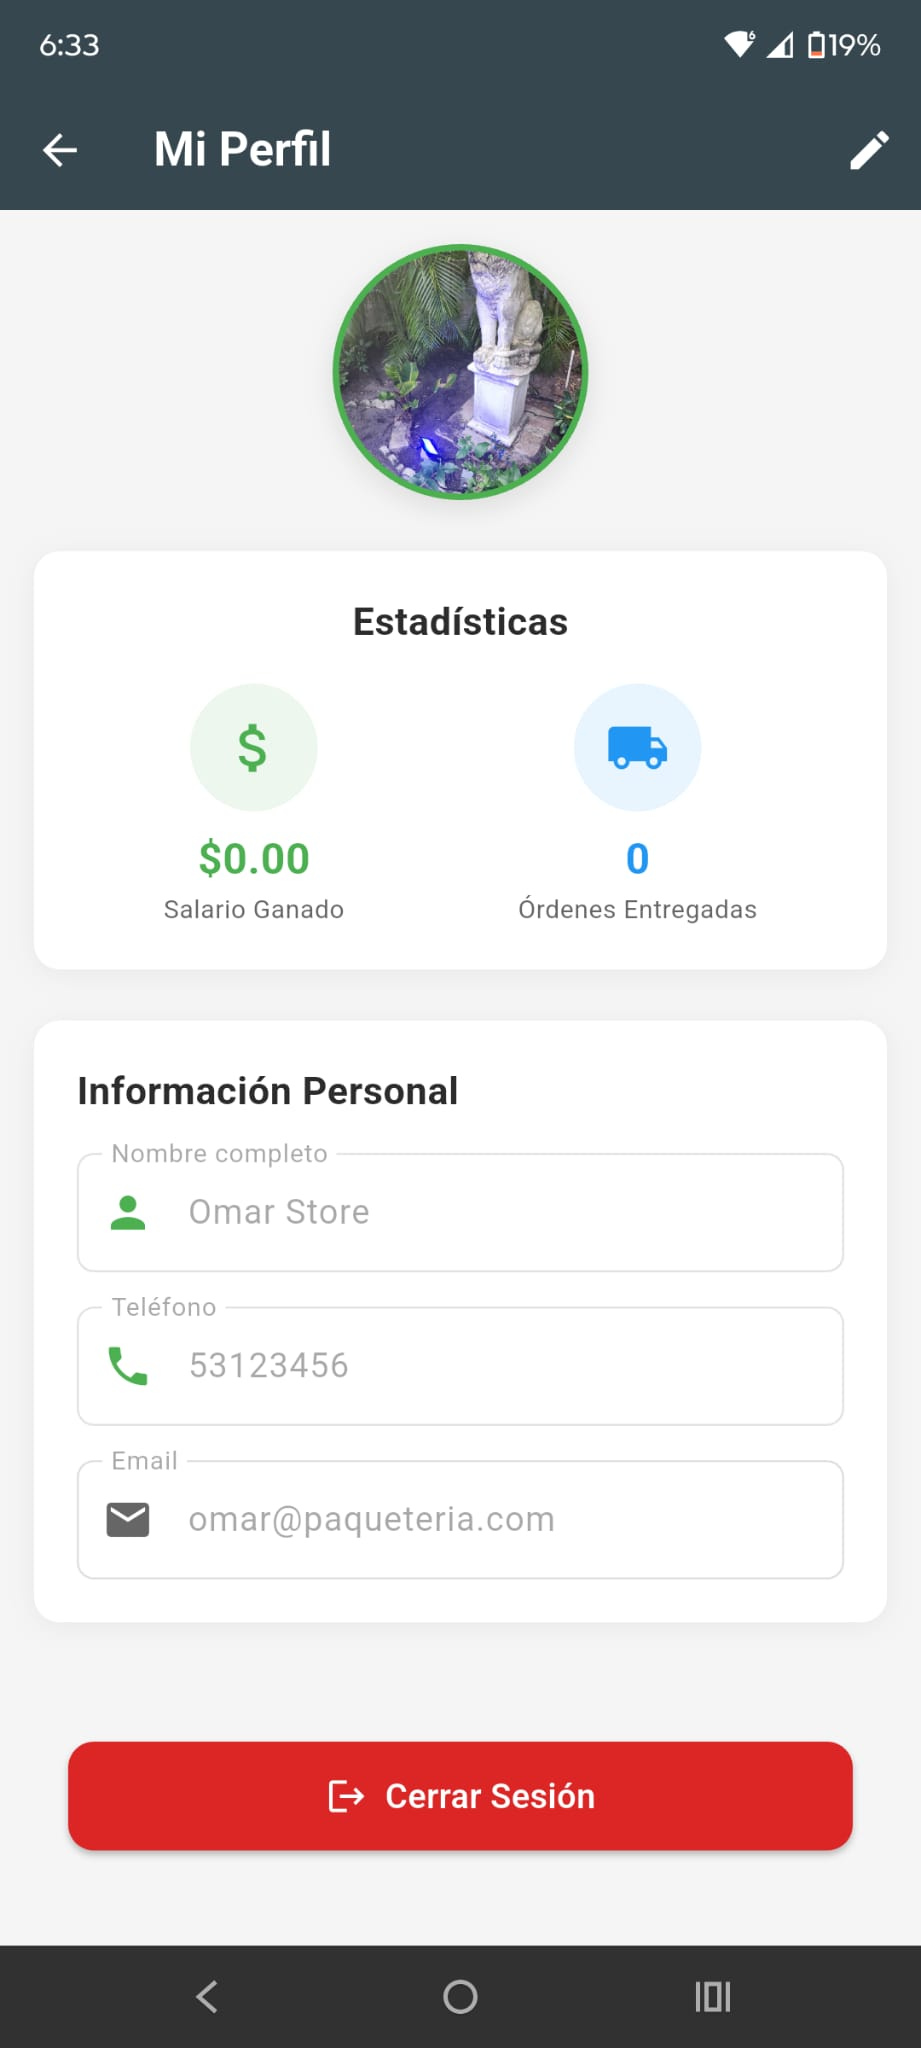 6:33
6
19%
Mi Perfil
Estadísticas
$
$0.00
Salario Ganado
0
Órdenes Entregadas
Información Personal
Nombre completo
Omar Store
Teléfono
53123456
Email
omar@paqueteria.com
Cerrar Sesión